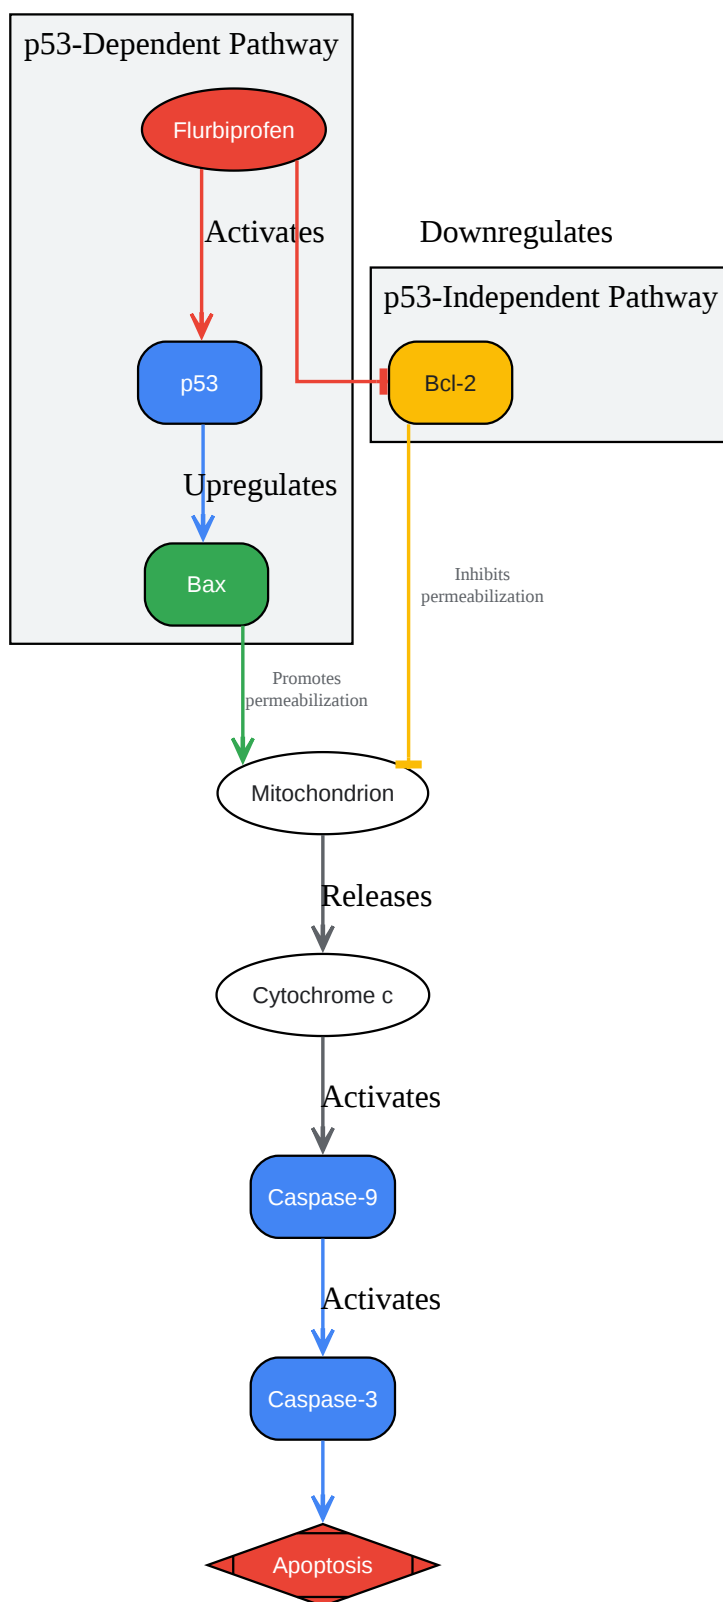 p53-Dependent Pathway
Flurbiprofen
Activates
Downregulates
p53-Independent Pathway
p53
Bcl-2
Upregulates
Bax
Inhibits
permeabilization
Promotes
permeabilization
Mitochondrion
Releases
Cytochrome c
Activates
Caspase-9
Activates
Caspase-3
Apoptosis